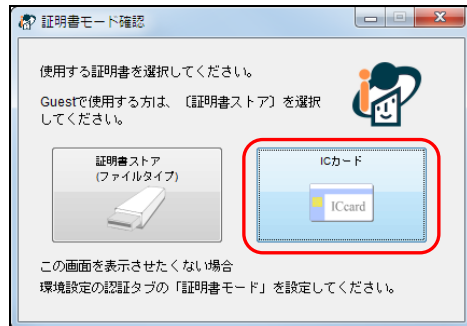 証明書モード確認
使用する証明書を選択してください。
Guestで使用する方は、〔証明書ストア〕を選択
してください。
証明書ストア
(ファイルタイプ)
ICカード
ICcard
この画面を表示させたくない場合
環境設定の認証タブの「証明書モード」を設定してください。